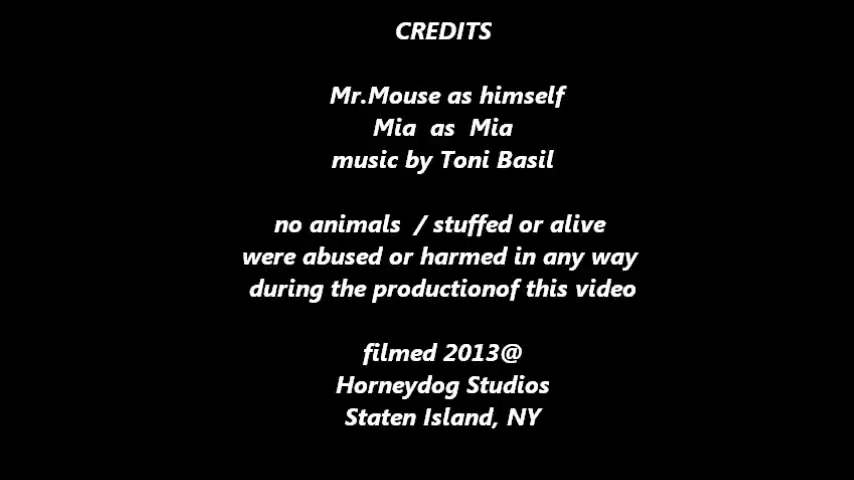 CREDITS
Mr.Mouse as himself
Mia as Mia
music by Toni Basil
no animals / stuffed or alive
were abused or harmed in any way
during the productionof this video
filmed 2013@
Horneydog Studios
Staten Island, NY